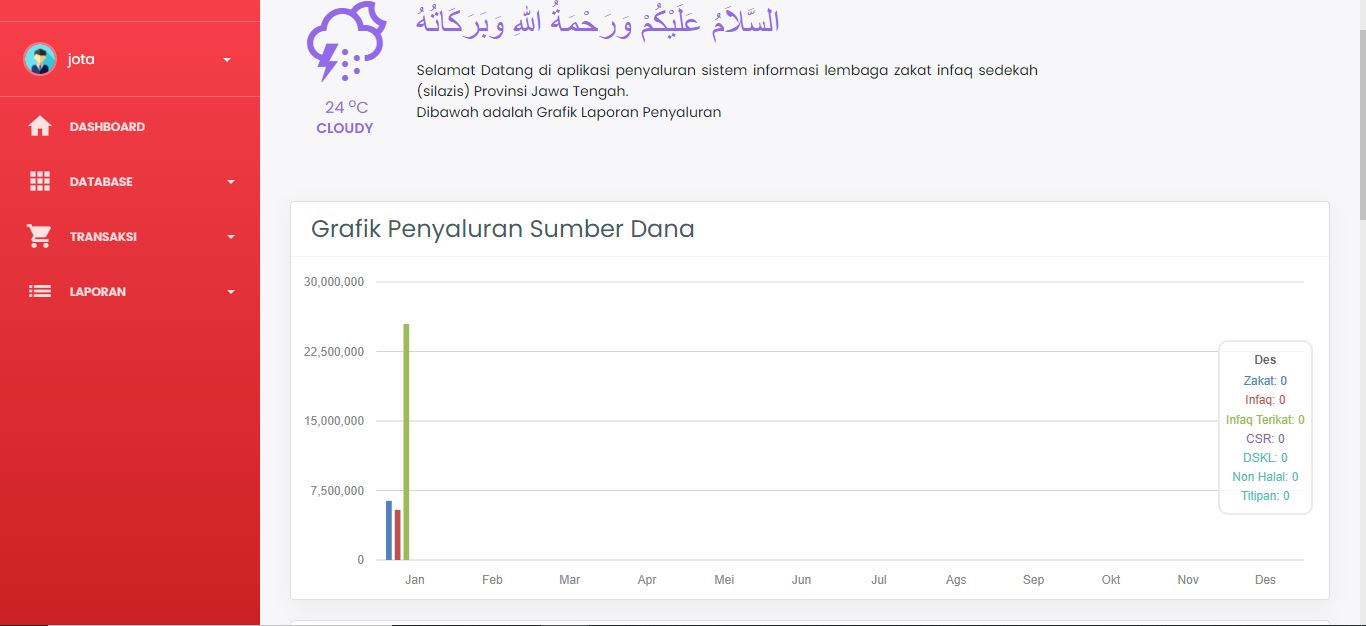 jota
DASHBOARD
DATABASE
TRANSAKSI
LAPORAN
السَّلاَمُ عَلَيْكُمْ وَرَحْمَةُ اللهِ وَبَرَكَاتُهُ
24 °C
CLOUDY
Selamat Datang di aplikasi penyaluran sistem informasi lembaga zakat infaq sedekah
(silazis) Provinsi Jawa Tengah.
Dibawah adalah Grafik Laporan Penyaluran
Grafik Penyaluran Sumber Dana
30,000,000
22,500,000
15,000,000
7,500,000
0
Jan Feb Mar Apr Mei Jun Jul Ags Sep Okt Nov Des
Des
Zakat: 0
Infaq: 0
Infaq Terikat: 0
CSR: 0
DSKL: 0
Non Halal: 0
Titipan: 0